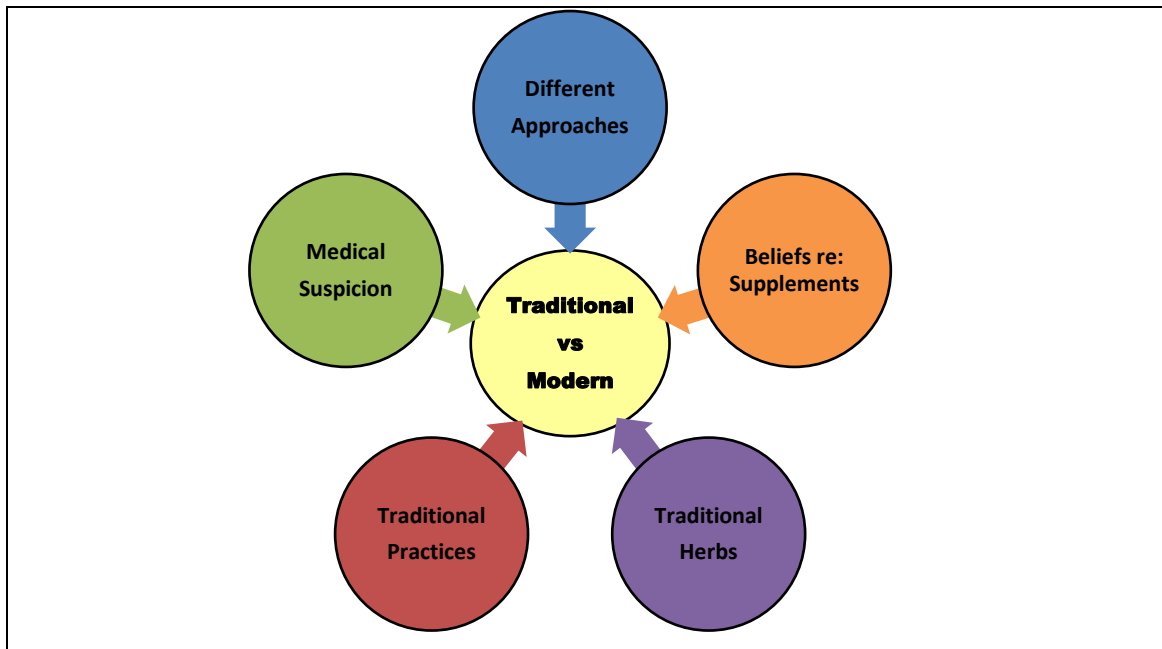 Different
Approaches
Medical
Suspicion
Beliefs re:
Supplements
Traditional
vs
Modern
Traditional
Practices
Traditional
Herbs